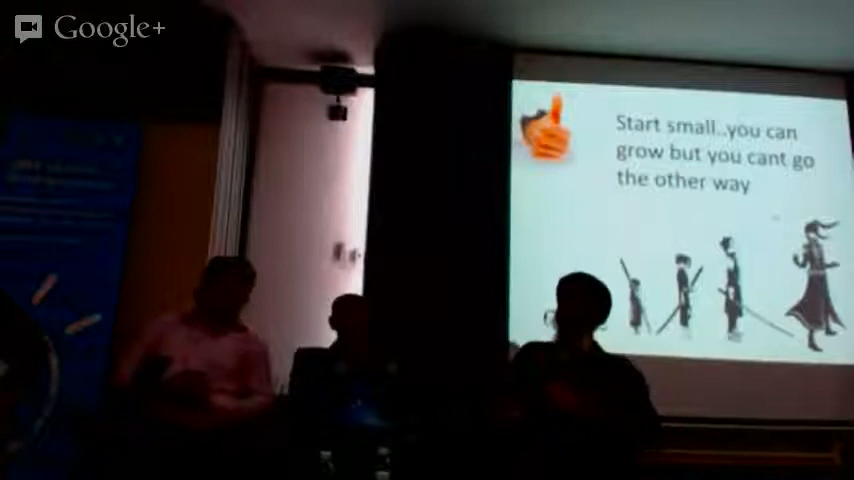 Google+
Start small..you can
grow but you cant go
the other way